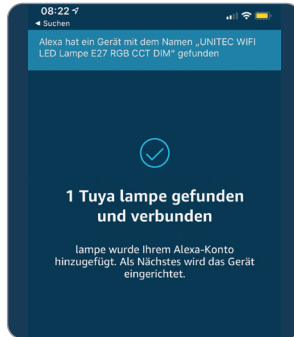 08:22
◀ Suchen
Alexa hat ein Gerät mit dem Namen „UNITEC WIFI
LED Lampe E27 RGB CCT DIM“ gefunden
1 Tuya lampe gefunden
und verbunden
lampe wurde Ihrem Alexa-Konto
hinzugefügt. Als Nächstes wird das Gerät
eingerichtet.